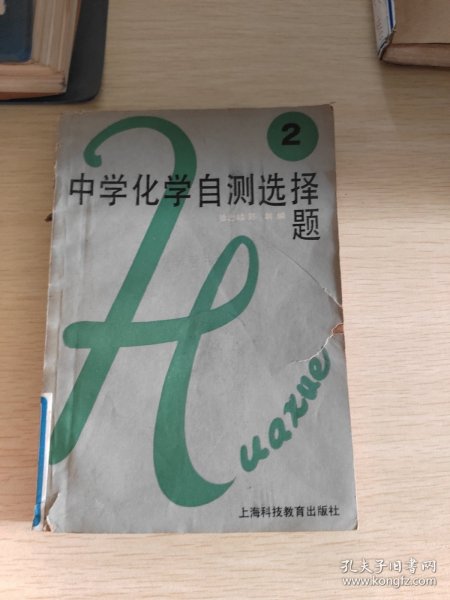 2
中学化学自测选择
题
Huaxue
上海科技教育出版社
孔夫子旧书网
www.kongfz.com